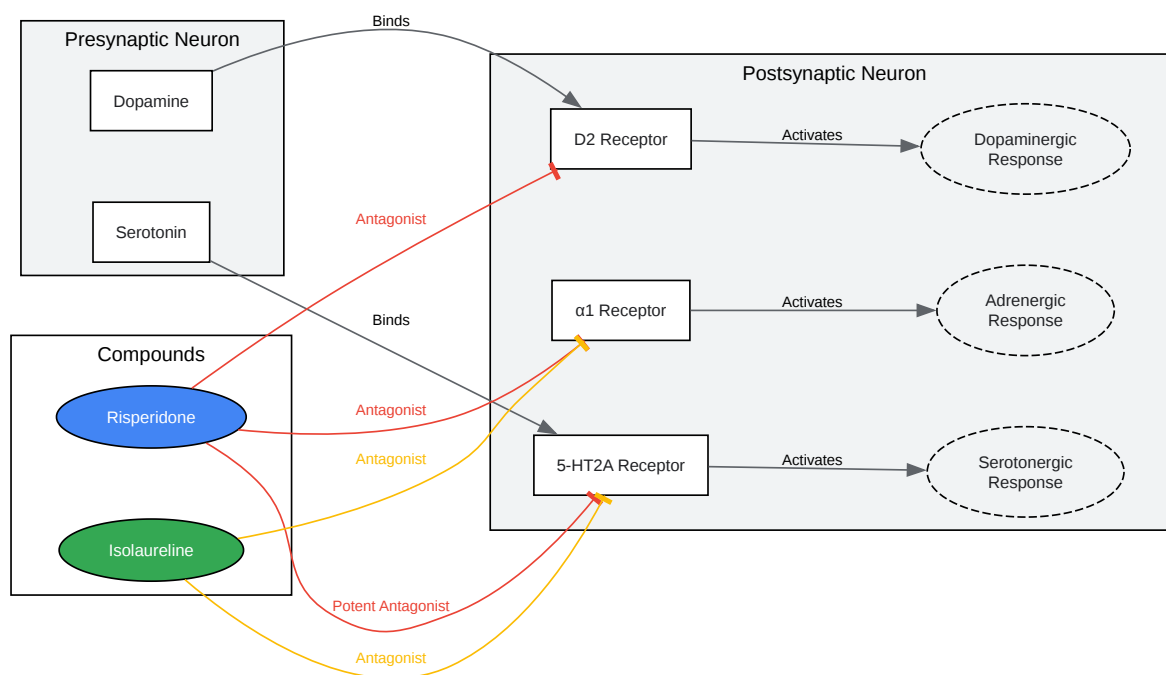 Presynaptic Neuron
Dopamine
Serotonin
Binds
Binds
Postsynaptic Neuron
D2 Receptor
Activates
Dopaminergic
Response
α1 Receptor
Activates
Adrenergic
Response
5-HT2A Receptor
Activates
Serotonergic
Response
Compounds
Risperidone
Isolaureline
Antagonist
Antagonist
Antagonist
Potent Antagonist
Antagonist